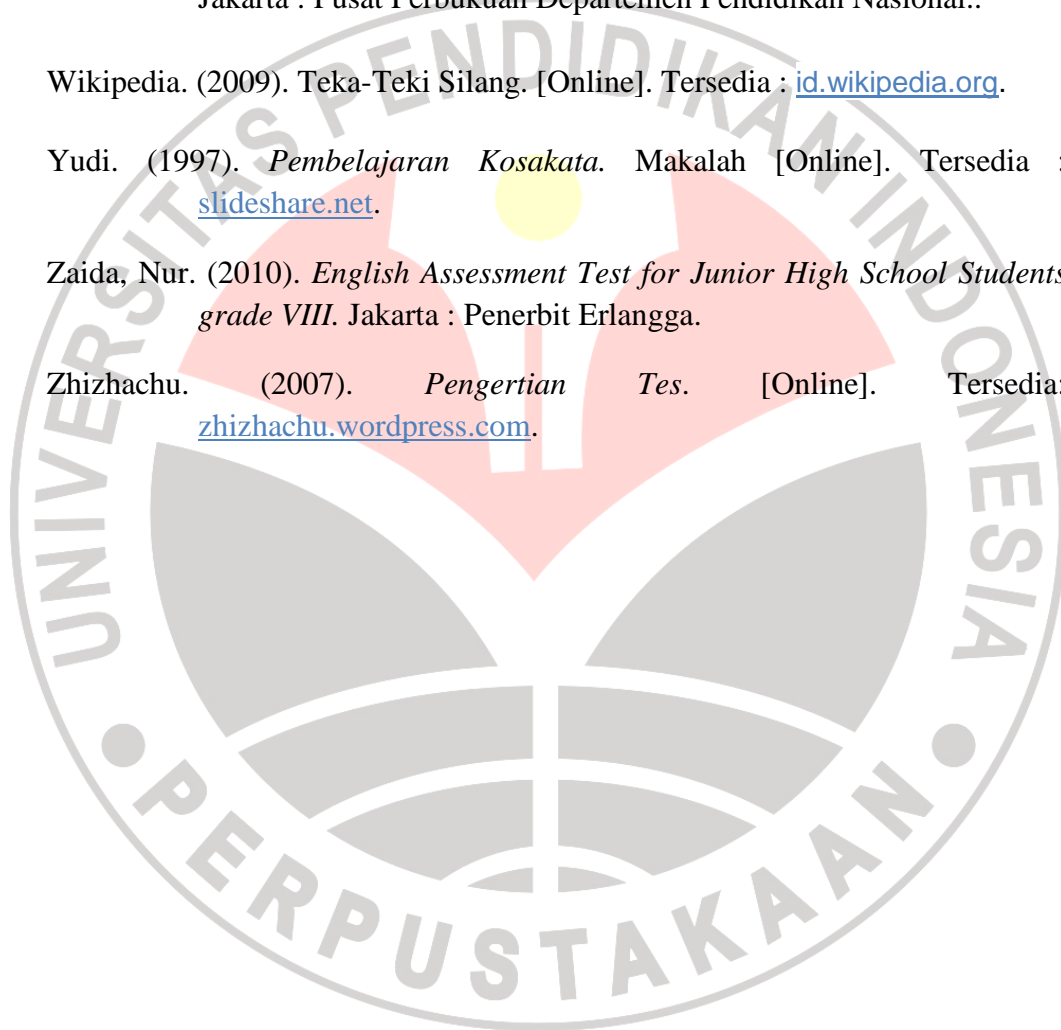 Jakarta : Pusat Perbukuan Departemen Pendidikan Nasional..
Wikipedia. (2009). Teka-Teki Silang. [Online]. Tersedia : id.wikipedia.org.
Yudi. (1997). Pembelajaran Kosakata. Makalah [Online]. Tersedia :
slideshare.net.
Zaida, Nur. (2010). English Assessment Test for Junior High School Students
grade VIII. Jakarta : Penerbit Erlangga.
Zhizhachu. (2007). Pengertian Tes. [Online]. Tersedia:
zhizhachu.wordpress.com.
UNIVERSITAS PENDIDIKAN INDONESIA
PERPUSTAKAAN